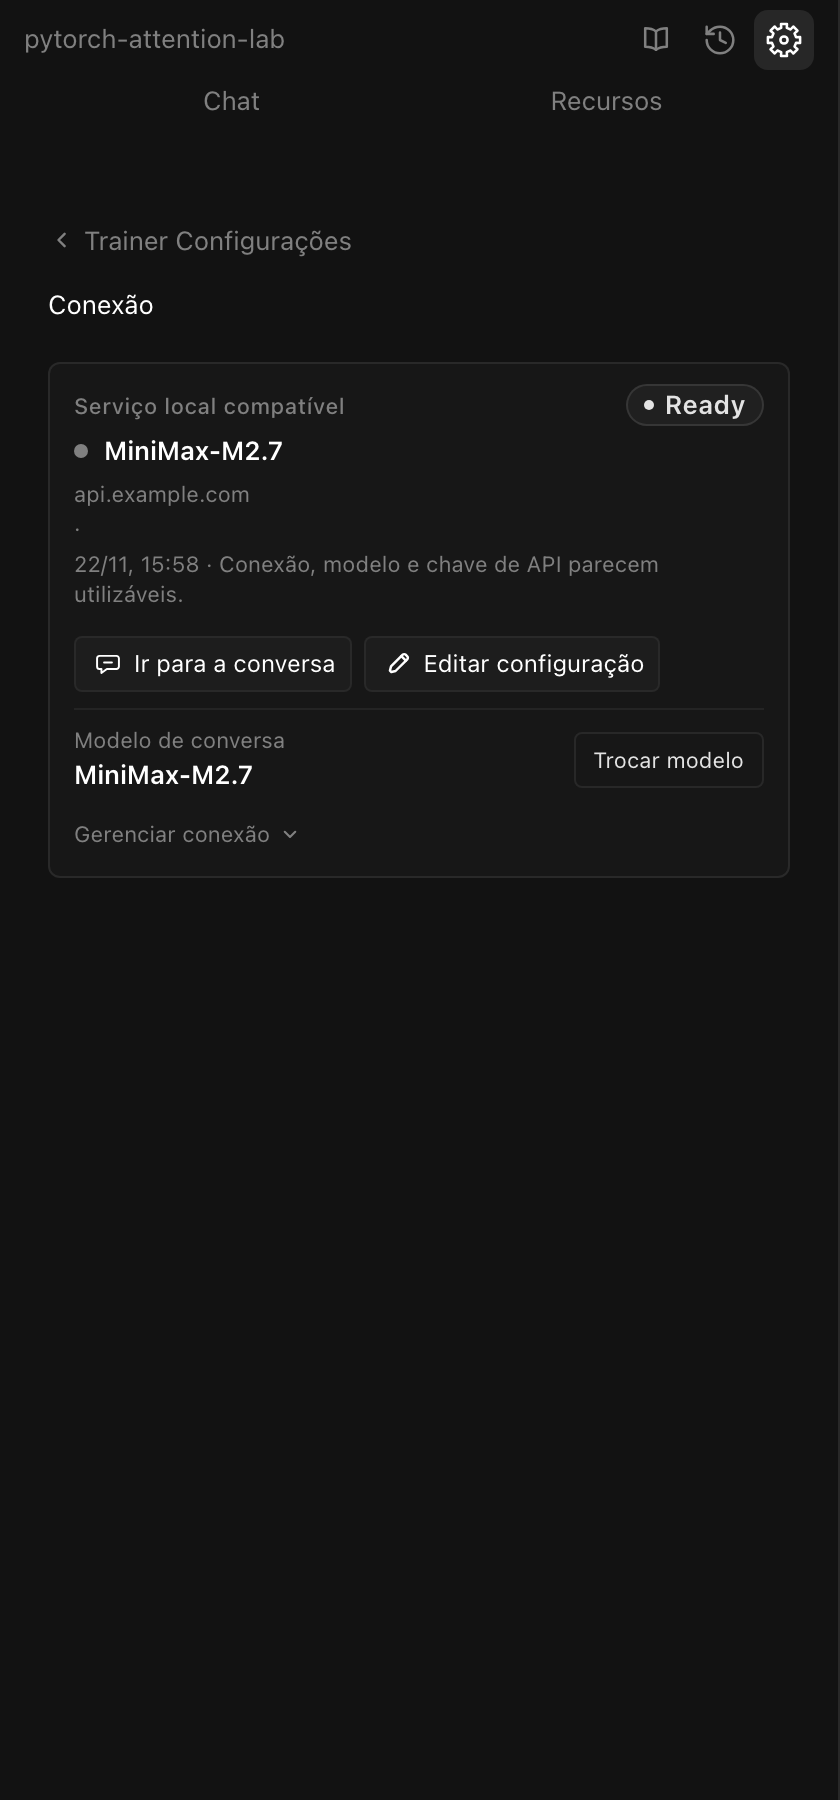 pytorch-attention-lab
Chat
Recursos
Trainer Configurações
Conexão
Serviço local compatível
Ready
MiniMax-M2.7
api.example.com
·
22/11, 15:58 · Conexão, modelo e chave de API parecem
utilizáveis.
Ir para a conversa
Editar configuração
Modelo de conversa
MiniMax-M2.7
Trocar modelo
Gerenciar conexão